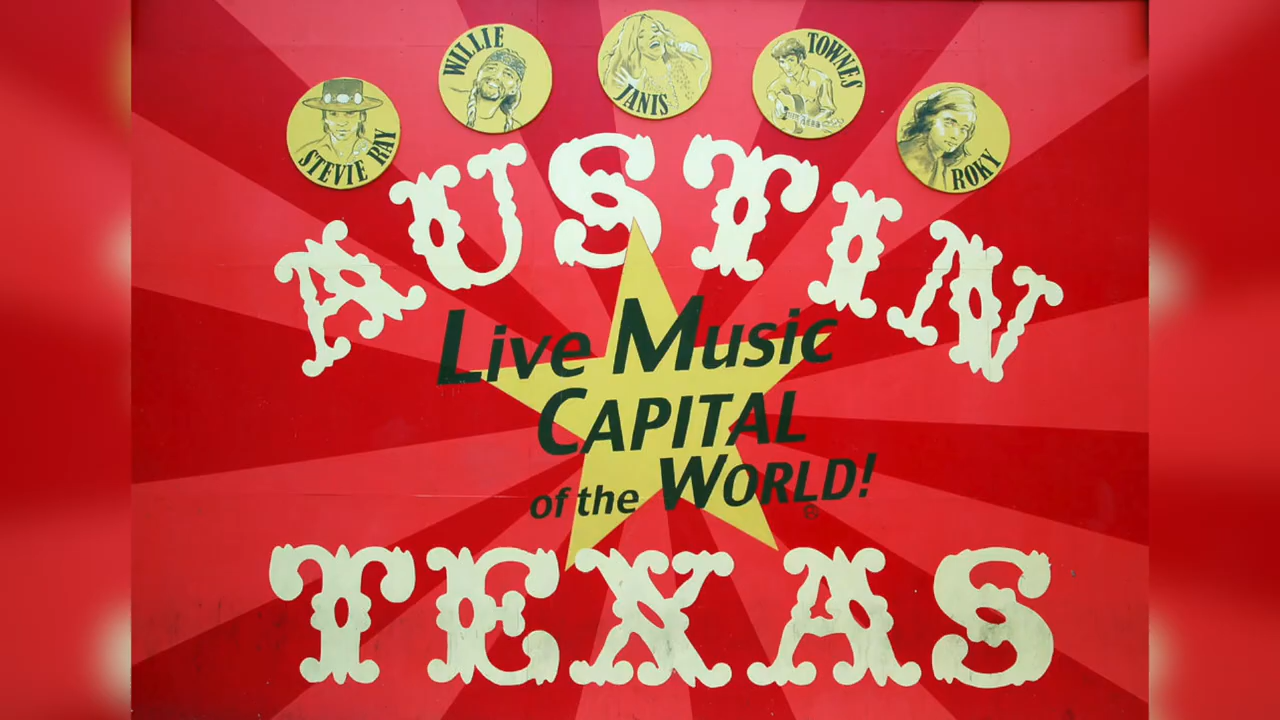 STEVIE RAY
WILLIE
JANIS
TOWNES
ROKY
AUSTIN
Live Music
CAPITAL
of the WORLD!
®
TEXAS